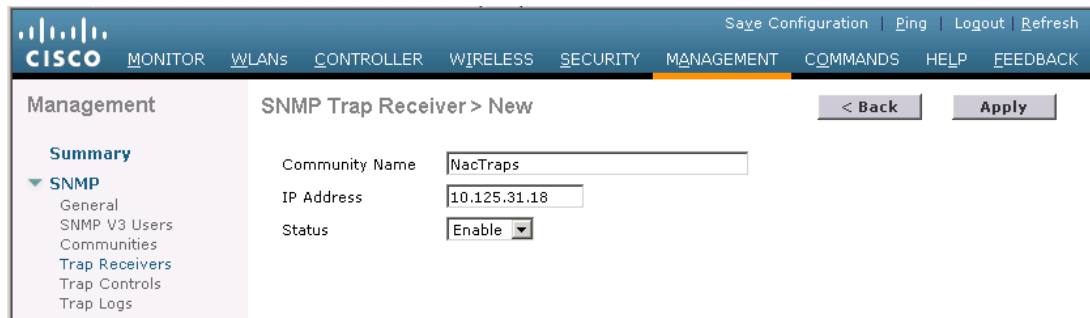 Save Configuration | Ping | Logout | Refresh
CISCO MONITOR WLANs CONTROLLER WIRELESS SECURITY MANAGEMENT COMMANDS HELP FEEDBACK
Management
SNMP Trap Receiver > New
< Back
Apply
Summary
SNMP
General
SNMP V3 Users
Communities
Trap Receivers
Trap Controls
Trap Logs
Community Name NacTraps
IP Address 10.125.31.18
Status Enable